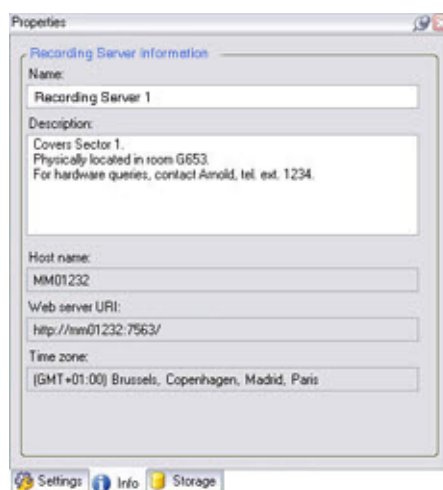 Properties
Recording Server information
Name:
Recording Server 1
Description:
Covers Sector 1.
Physically located in room G653.
For hardware queries, contact Arnold, tel. ext. 1234.
Host name:
MM01232
Web server URI:
http://mm01232:7563/
Time zone:
(GMT+01:00) Brussels, Copenhagen, Madrid, Paris
Settings Info Storage